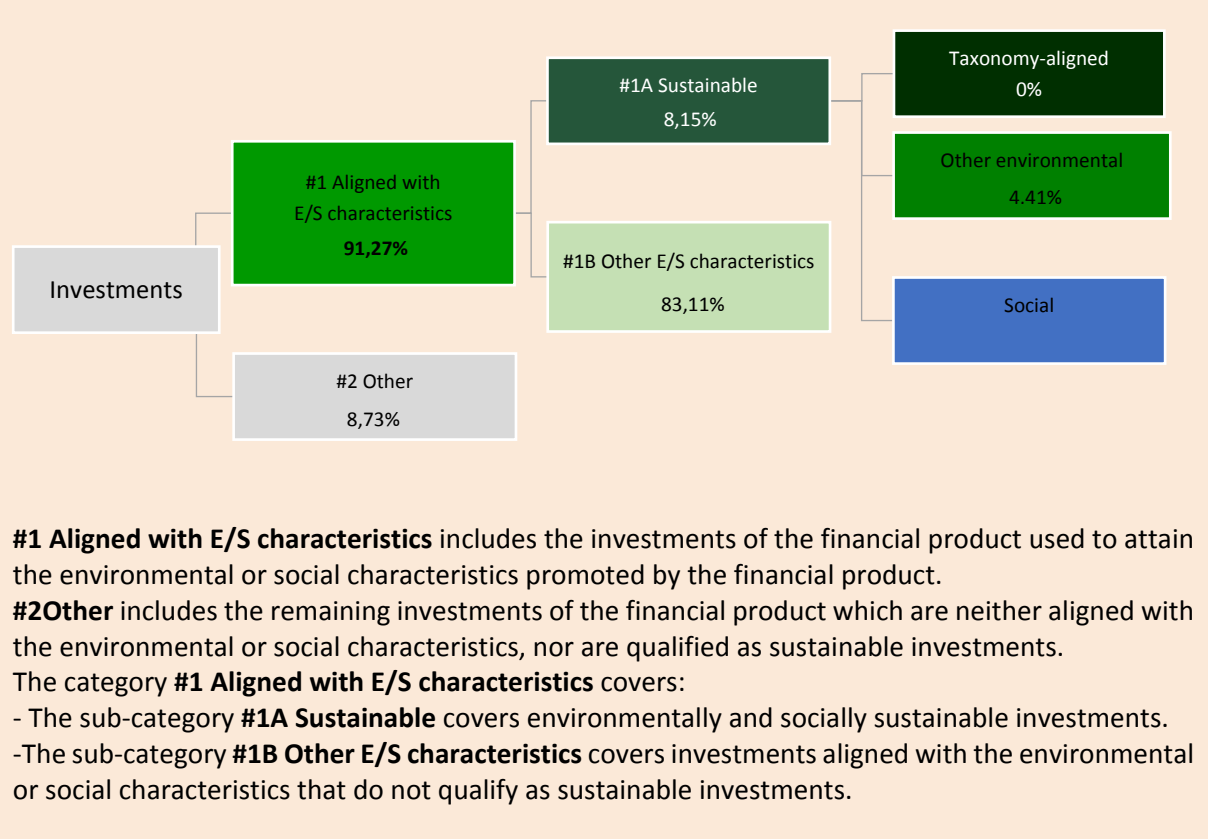 Investments
#1 Aligned with
E/S characteristics
91,27%
#2 Other
8,73%
#1A Sustainable
8,15%
#1B Other E/S characteristics
83,11%
Taxonomy-aligned
0%
Other environmental
4.41%
Social
#1 Aligned with E/S characteristics includes the investments of the financial product used to attain
the environmental or social characteristics promoted by the financial product.
#2Other includes the remaining investments of the financial product which are neither aligned with
the environmental or social characteristics, nor are qualified as sustainable investments.
The category #1 Aligned with E/S characteristics covers:
- The sub-category #1A Sustainable covers environmentally and socially sustainable investments.
-The sub-category #1B Other E/S characteristics covers investments aligned with the environmental
or social characteristics that do not qualify as sustainable investments.